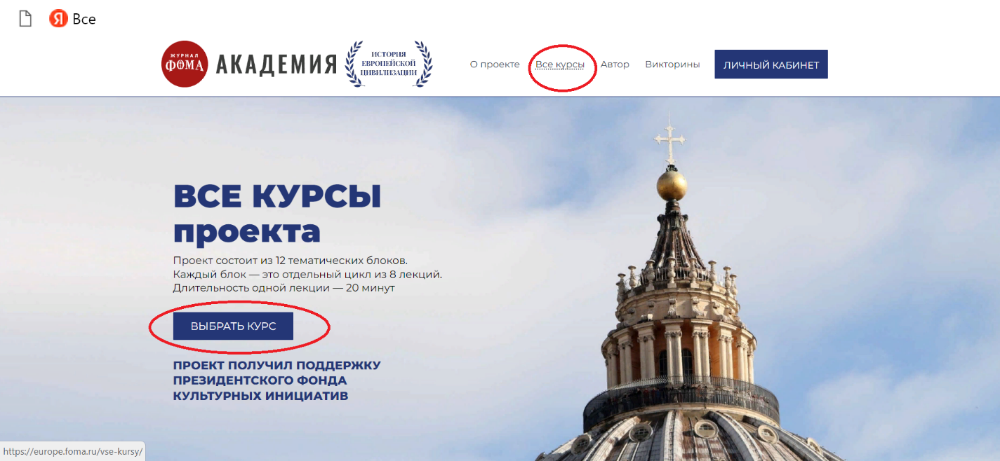 Все
ЖУРНАЛ
ФОМА
АКАДЕМИЯ
ИСТОРИЯ
ЕВРОПЕЙСКОЙ
ЦИВИЛИЗАЦИИ
О проекте Все курсы Автор Викторины ЛИЧНЫЙ КАБИНЕТ
ВСЕ КУРСЫ
проекта
Проект состоит из 12 тематических блоков.
Каждый блок — это отдельный цикл из 8 лекций.
Длительность одной лекции — 20 минут
ВЫБРАТЬ КУРС
ПРОЕКТ ПОЛУЧИЛ ПОДДЕРЖКУ
ПРЕЗИДЕНТСКОГО ФОНДА
КУЛЬТУРНЫХ ИНИЦИАТИВ
https://europe.foma.ru/vse-kursy/